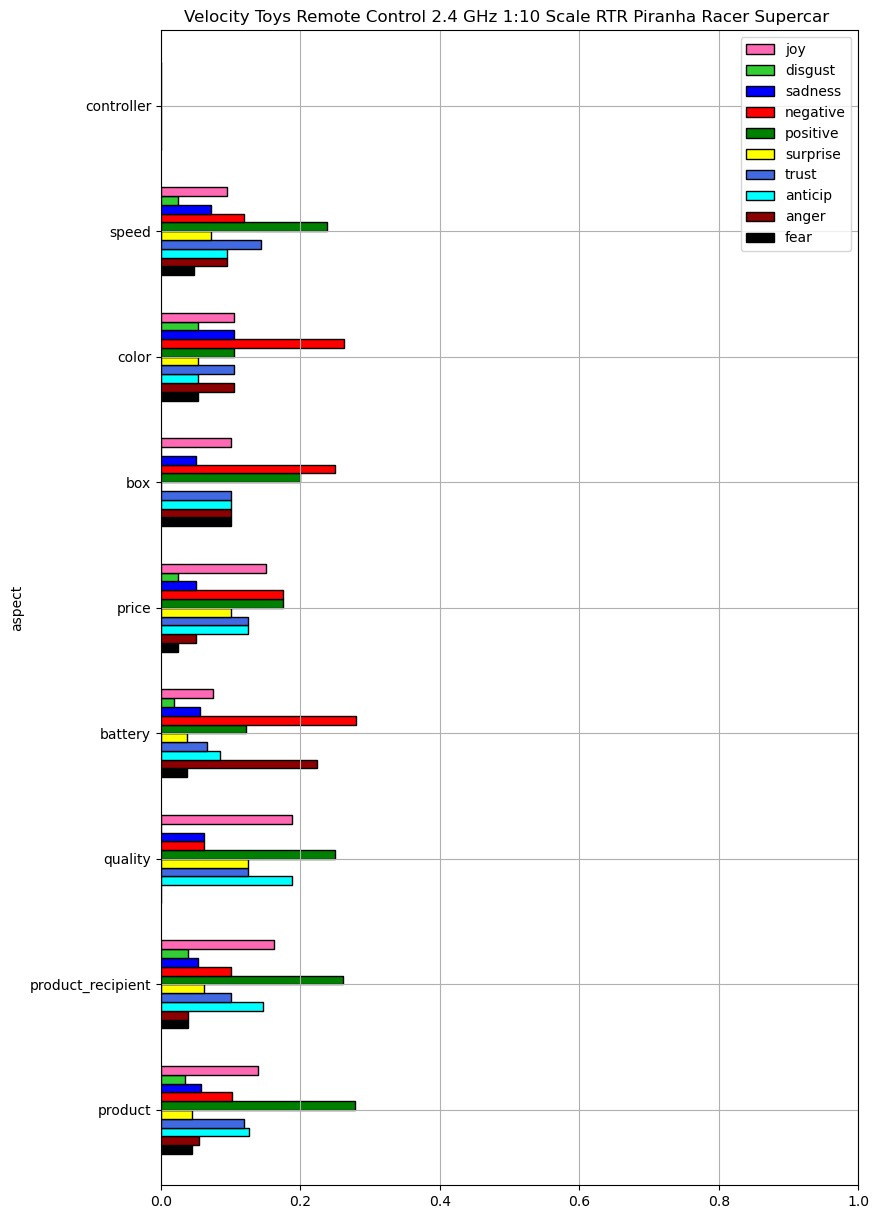 Velocity Toys Remote Control 2.4 GHz 1:10 Scale RTR Piranha Racer Supercar
joy
disgust
sadness
negative
positive
surprise
trust
anticip
anger
fear
controller
speed
color
box
price
battery
quality
product_recipient
product
aspect
0.0 0.2 0.4 0.6 0.8 1.0